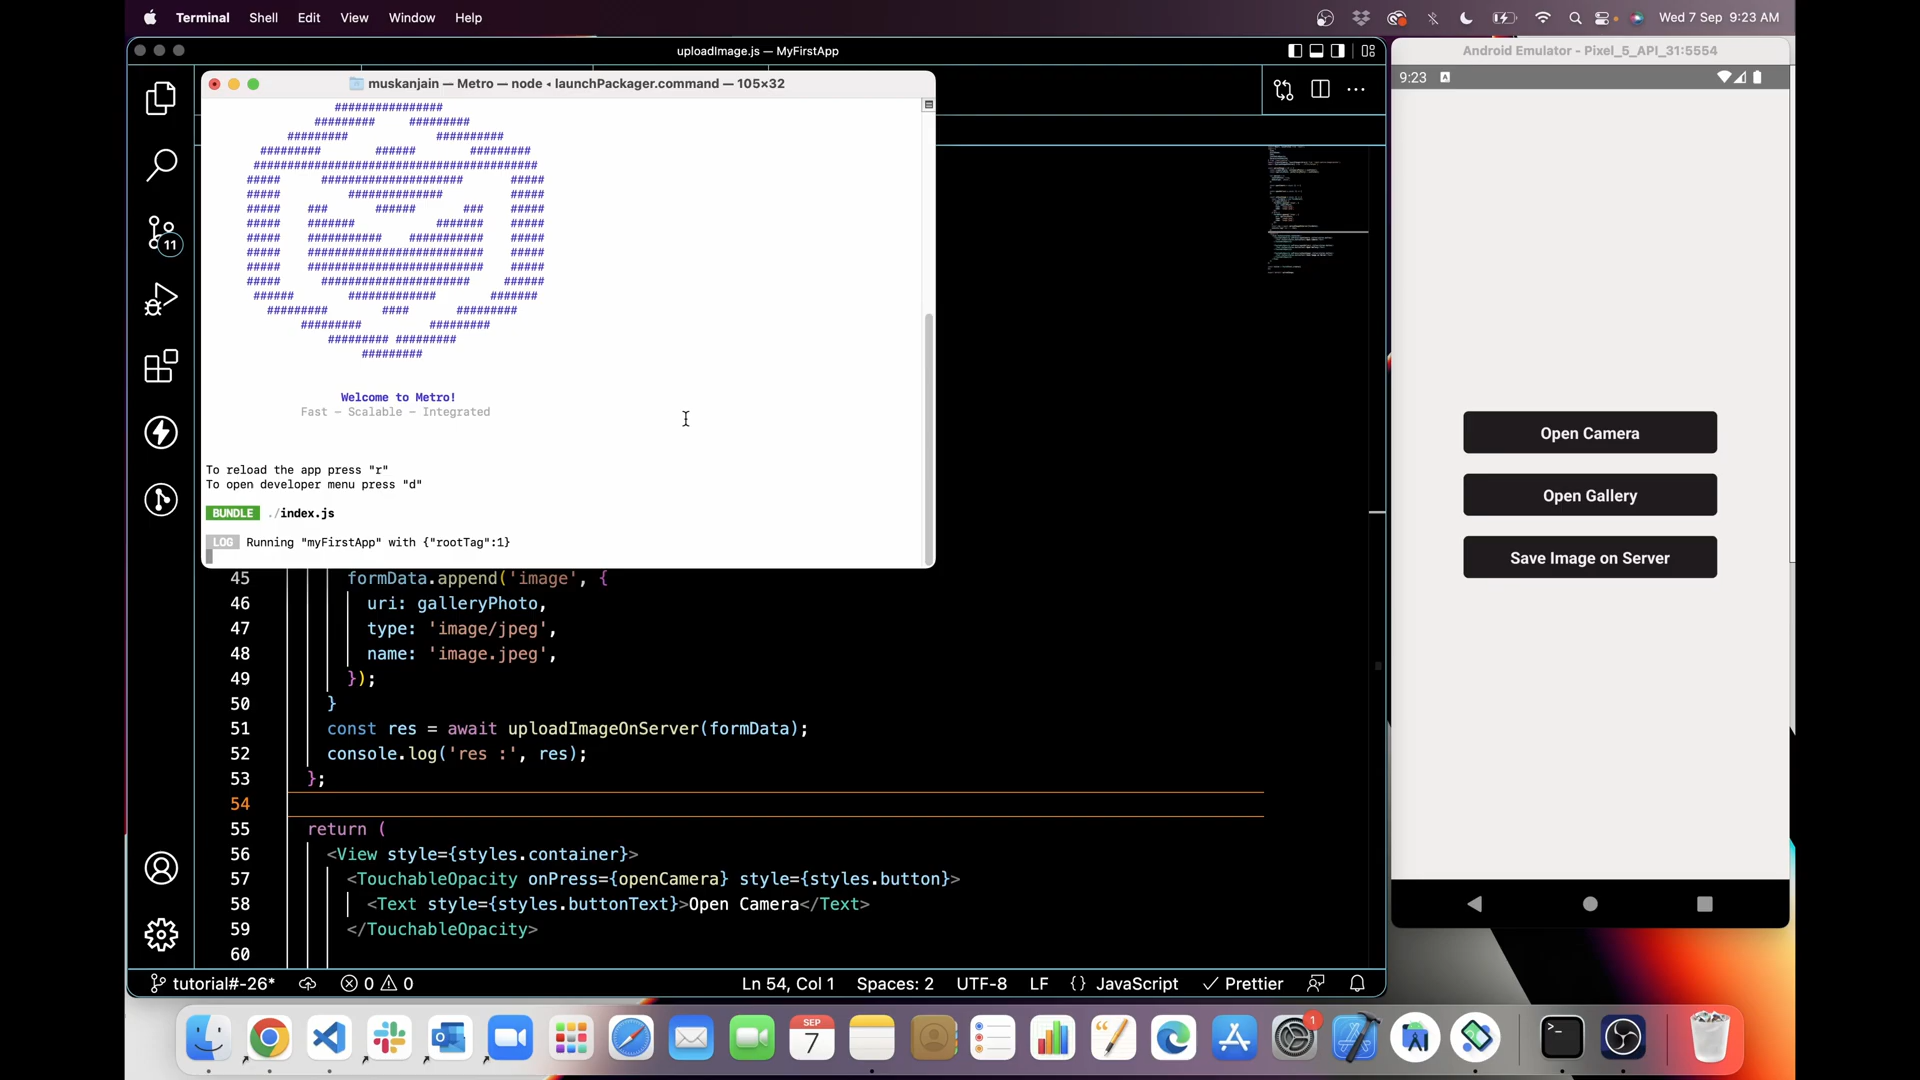 Terminal Shell Edit View Window Help
Wed 7 Sep 9:23 AM
uploadImage.js — MyFirstApp
muskanjain — Metro — node ◂ launchPackager.command — 105×32
################
######### #########
######### ##########
######### ###### #########
##########################################
##### ##################### #####
##### ############## #####
##### ### ###### ### #####
##### ####### ####### #####
##### ########### ########### #####
##### ########################## #####
##### ########################## #####
##### ###################### ######
###### ############# #######
######### #### #########
######### #########
######### #########
#########
Welcome to Metro!
Fast - Scalable - Integrated
To reload the app press "r"
To open developer menu press "d"
BUNDLE ./index.js
LOG Running "myFirstApp" with {"rootTag":1}
11
45 formData.append('image', {
46 uri: galleryPhoto,
47 type: 'image/jpeg',
48 name: 'image.jpeg',
49 });
50 }
51 const res = await uploadImageOnServer(formData);
52 console.log('res :', res);
53 };
54
55 return (
56 <View style={styles.container}>
57 <TouchableOpacity onPress={openCamera} style={styles.button}>
58 <Text style={styles.buttonText}>Open Camera</Text>
59 </TouchableOpacity>
60
tutorial#-26* 0 0 Ln 54, Col 1 Spaces: 2 UTF-8 LF {} JavaScript Prettier
Android Emulator - Pixel_5_API_31:5554
9:23 A
Open Camera
Open Gallery
Save Image on Server
SEP
7
1